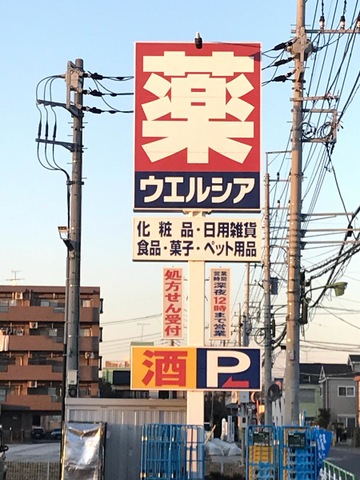 薬
ウエルシア
化粧品・日用雑貨
食品・菓子・ペット用品
処方せん受付
営業時間
深夜12時まで営業
酒
P